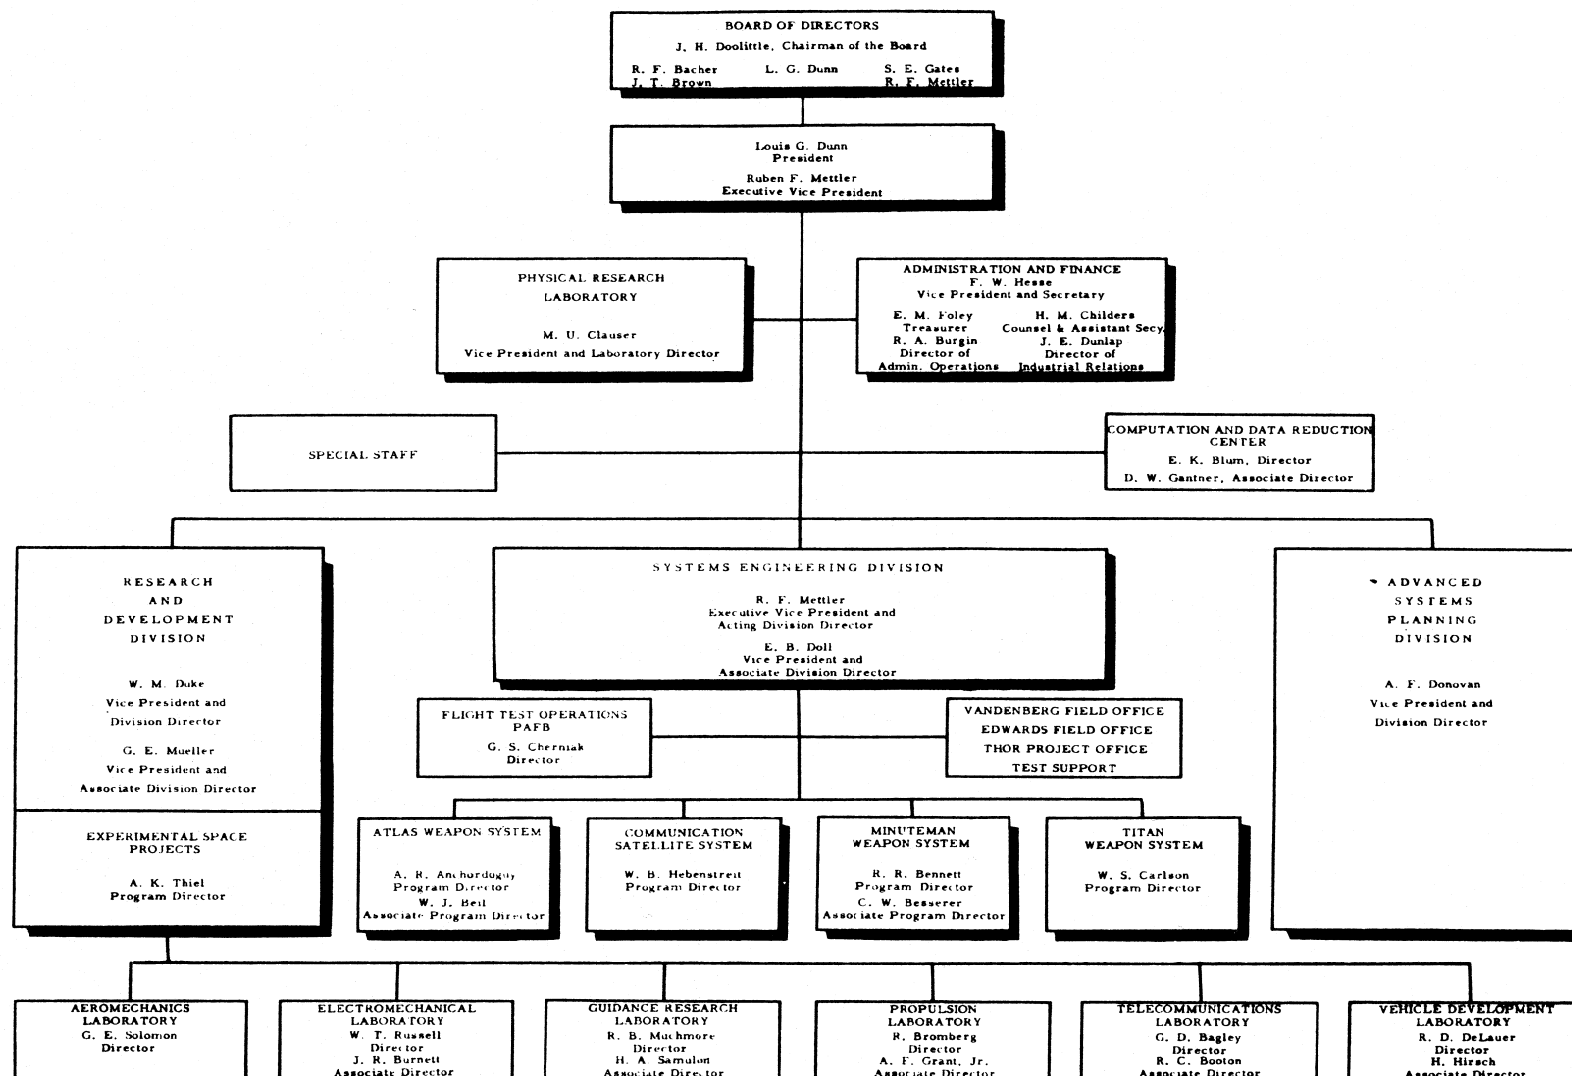 BOARD OF DIRECTORS
J. H. Doolittle, Chairman of the Board
R. F. Bacher L. G. Dunn S. E. Gates
J. T. Brown R. F. Mettler
Louis G. Dunn
President
Ruben F. Mettler
Executive Vice President
PHYSICAL RESEARCH
LABORATORY
M. U. Clauser
Vice President and Laboratory Director
ADMINISTRATION AND FINANCE
F. W. Hesse
Vice President and Secretary
E. M. Foley H. M. Childers
Treasurer Counsel & Assistant Secy.
R. A. Burgin J. E. Dunlap
Director of Director of
Admin. Operations Industrial Relations
SPECIAL STAFF
COMPUTATION AND DATA REDUCTION
CENTER
E. K. Blum, Director
D. W. Gantner, Associate Director
RESEARCH
AND
DEVELOPMENT
DIVISION
W. M. Duke
Vice President and
Division Director
G. E. Mueller
Vice President and
Associate Division Director
EXPERIMENTAL SPACE
PROJECTS
A. K. Thiel
Program Director
SYSTEMS ENGINEERING DIVISION
R. F. Mettler
Executive Vice President and
Acting Division Director
E. B. Doll
Vice President and
Associate Division Director
ADVANCED
SYSTEMS
PLANNING
DIVISION
A. F. Donovan
Vice President and
Division Director
FLIGHT TEST OPERATIONS
PAFB
G. S. Cherniak
Director
VANDENBERG FIELD OFFICE
EDWARDS FIELD OFFICE
THOR PROJECT OFFICE
TEST SUPPORT
ATLAS WEAPON SYSTEM
A. R. Anchordoguy
Program Director
W. J. Beil
Associate Program Director
COMMUNICATION
SATELLITE SYSTEM
W. B. Hebenstreit
Program Director
MINUTEMAN
WEAPON SYSTEM
R. R. Bennett
Program Director
C. W. Besserer
Associate Program Director
TITAN
WEAPON SYSTEM
W. S. Carlson
Program Director
AEROMECHANICS
LABORATORY
G. E. Solomon
Director
ELECTROMECHANICAL
LABORATORY
W. T. Russell
Director
J. R. Burnett
Associate Director
GUIDANCE RESEARCH
LABORATORY
R. B. Muchmore
Director
H. A. Samulon
Associate Director
PROPULSION
LABORATORY
R. Bromberg
Director
A. F. Grant, Jr.
Associate Director
TELECOMMUNICATIONS
LABORATORY
G. D. Bagley
Director
R. C. Booton
Associate Director
VEHICLE DEVELOPMENT
LABORATORY
R. D. DeLauer
Director
H. Hirsch
Associate Director